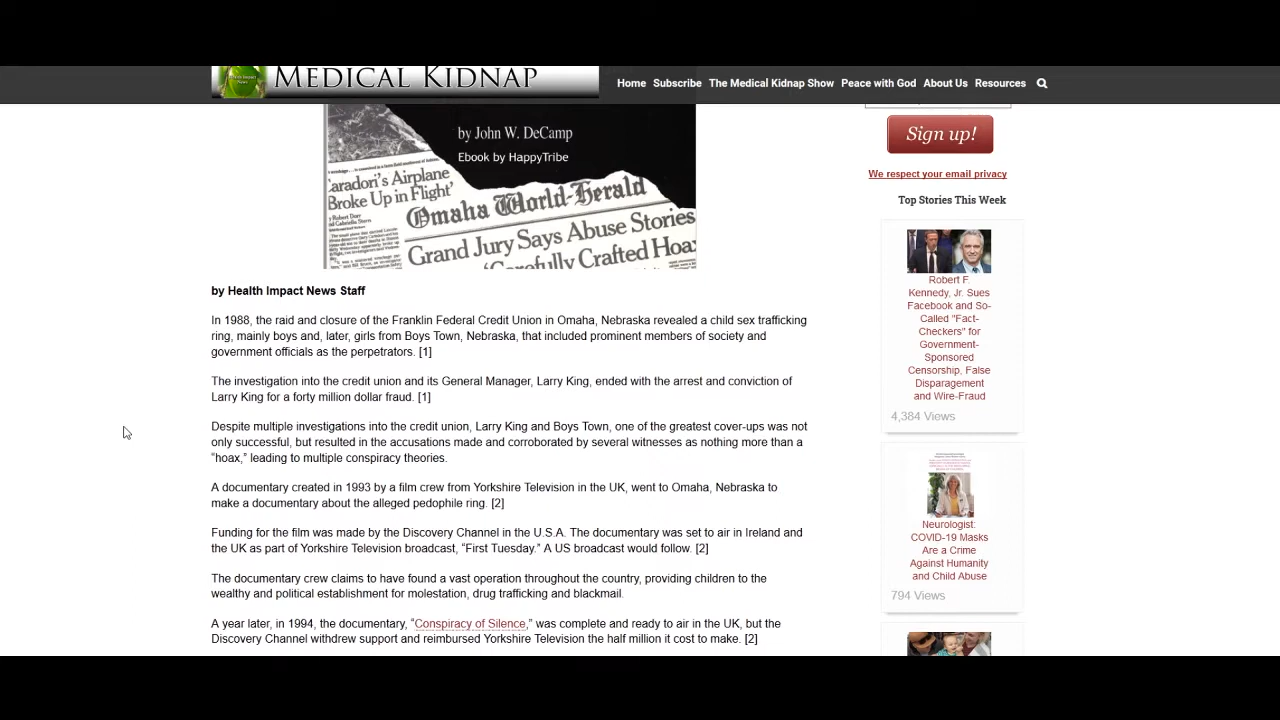 MEDICAL KIDNAP
Home Subscribe The Medical Kidnap Show Peace with God About Us Resources
by John W. DeCamp
Ebook by HappyTribe
aradori's Airplane
Broke Up in Flight'
Omaha World-Herald
Grand Jury Says Abuse Stories
'Carefully Crafted Hoax
by Health Impact News Staff
In 1988, the raid and closure of the Franklin Federal Credit Union in Omaha, Nebraska revealed a child sex trafficking
ring, mainly boys and, later, girls from Boys Town, Nebraska, that included prominent members of society and
government officials as the perpetrators. [1]
The investigation into the credit union and its General Manager, Larry King, ended with the arrest and conviction of
Larry King for a forty million dollar fraud. [1]
Despite multiple investigations into the credit union, Larry King and Boys Town, one of the greatest cover-ups was not
only successful, but resulted in the accusations made and corroborated by several witnesses as nothing more than a
“hoax,” leading to multiple conspiracy theories.
A documentary created in 1993 by a film crew from Yorkshire Television in the UK, went to Omaha, Nebraska to
make a documentary about the alleged pedophile ring. [2]
Funding for the film was made by the Discovery Channel in the U.S.A. The documentary was set to air in Ireland and
the UK as part of Yorkshire Television broadcast, “First Tuesday.” A US broadcast would follow. [2]
The documentary crew claims to have found a vast operation throughout the country, providing children to the
wealthy and political establishment for molestation, drug trafficking and blackmail.
A year later, in 1994, the documentary, “Conspiracy of Silence,” was complete and ready to air in the UK, but the
Discovery Channel withdrew support and reimbursed Yorkshire Television the half million it cost to make. [2]
Sign up!
We respect your email privacy
Top Stories This Week
Robert F.
Kennedy, Jr. Sues
Facebook and So-
Called "Fact-
Checkers" for
Government-
Sponsored
Censorship, False
Disparagement
and Wire-Fraud
4,384 Views
Neurologist:
COVID-19 Masks
Are a Crime
Against Humanity
and Child Abuse
794 Views